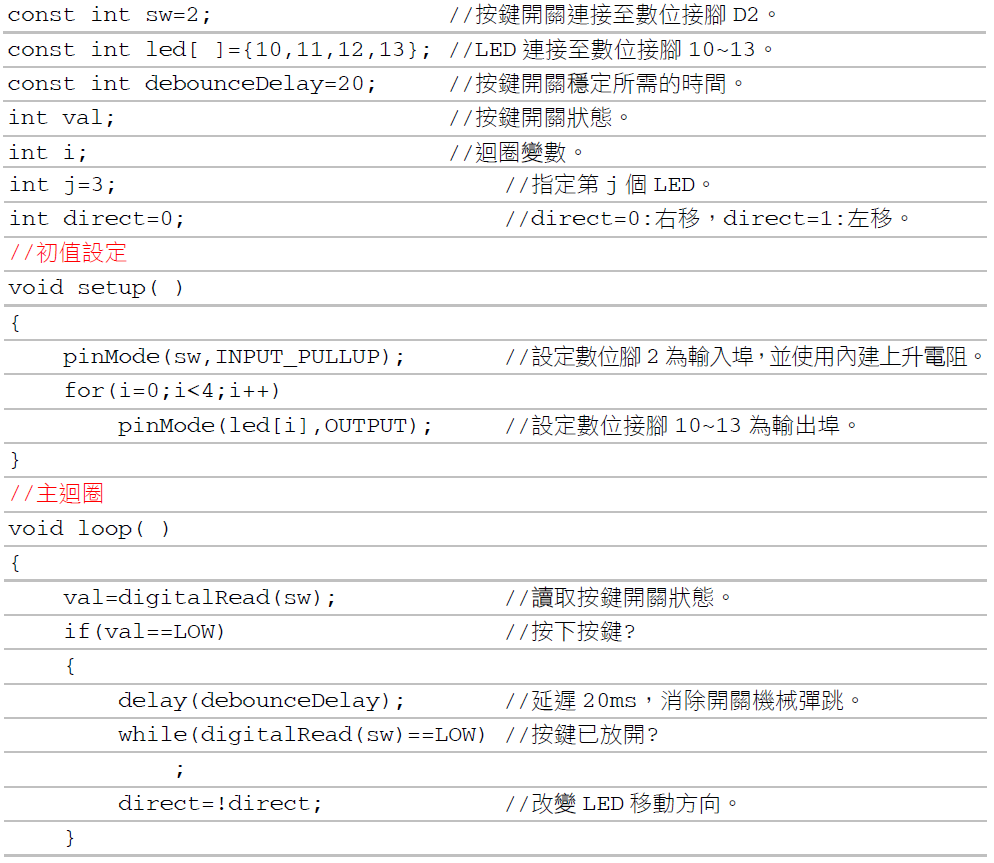 const int sw=2; //按鍵開關連接至數位接腳 D2。
const int led[ ]={10,11,12,13}; //LED 連接至數位接腳 10~13。
const int debounceDelay=20; //按鍵開關穩定所需的時間。
int val; //按鍵開關狀態。
int i; //迴圈變數。
int j=3; //指定第 j 個 LED。
int direct=0; //direct=0:右移，direct=1:左移。
//初值設定
void setup( )
{
pinMode(sw,INPUT_PULLUP); //設定數位腳 2 為輸入埠，並使用內建上升電阻。
for(i=0;i<4;i++)
pinMode(led[i],OUTPUT); //設定數位接腳 10~13 為輸出埠。
}
//主迴圈
void loop( )
{
val=digitalRead(sw); //讀取按鍵開關狀態。
if(val==LOW) //按下按鍵?
{
delay(debounceDelay); //延遲 20ms，消除開關機械彈跳。
while(digitalRead(sw)==LOW) //按鍵已放開?
;
direct=!direct; //改變 LED 移動方向。
}